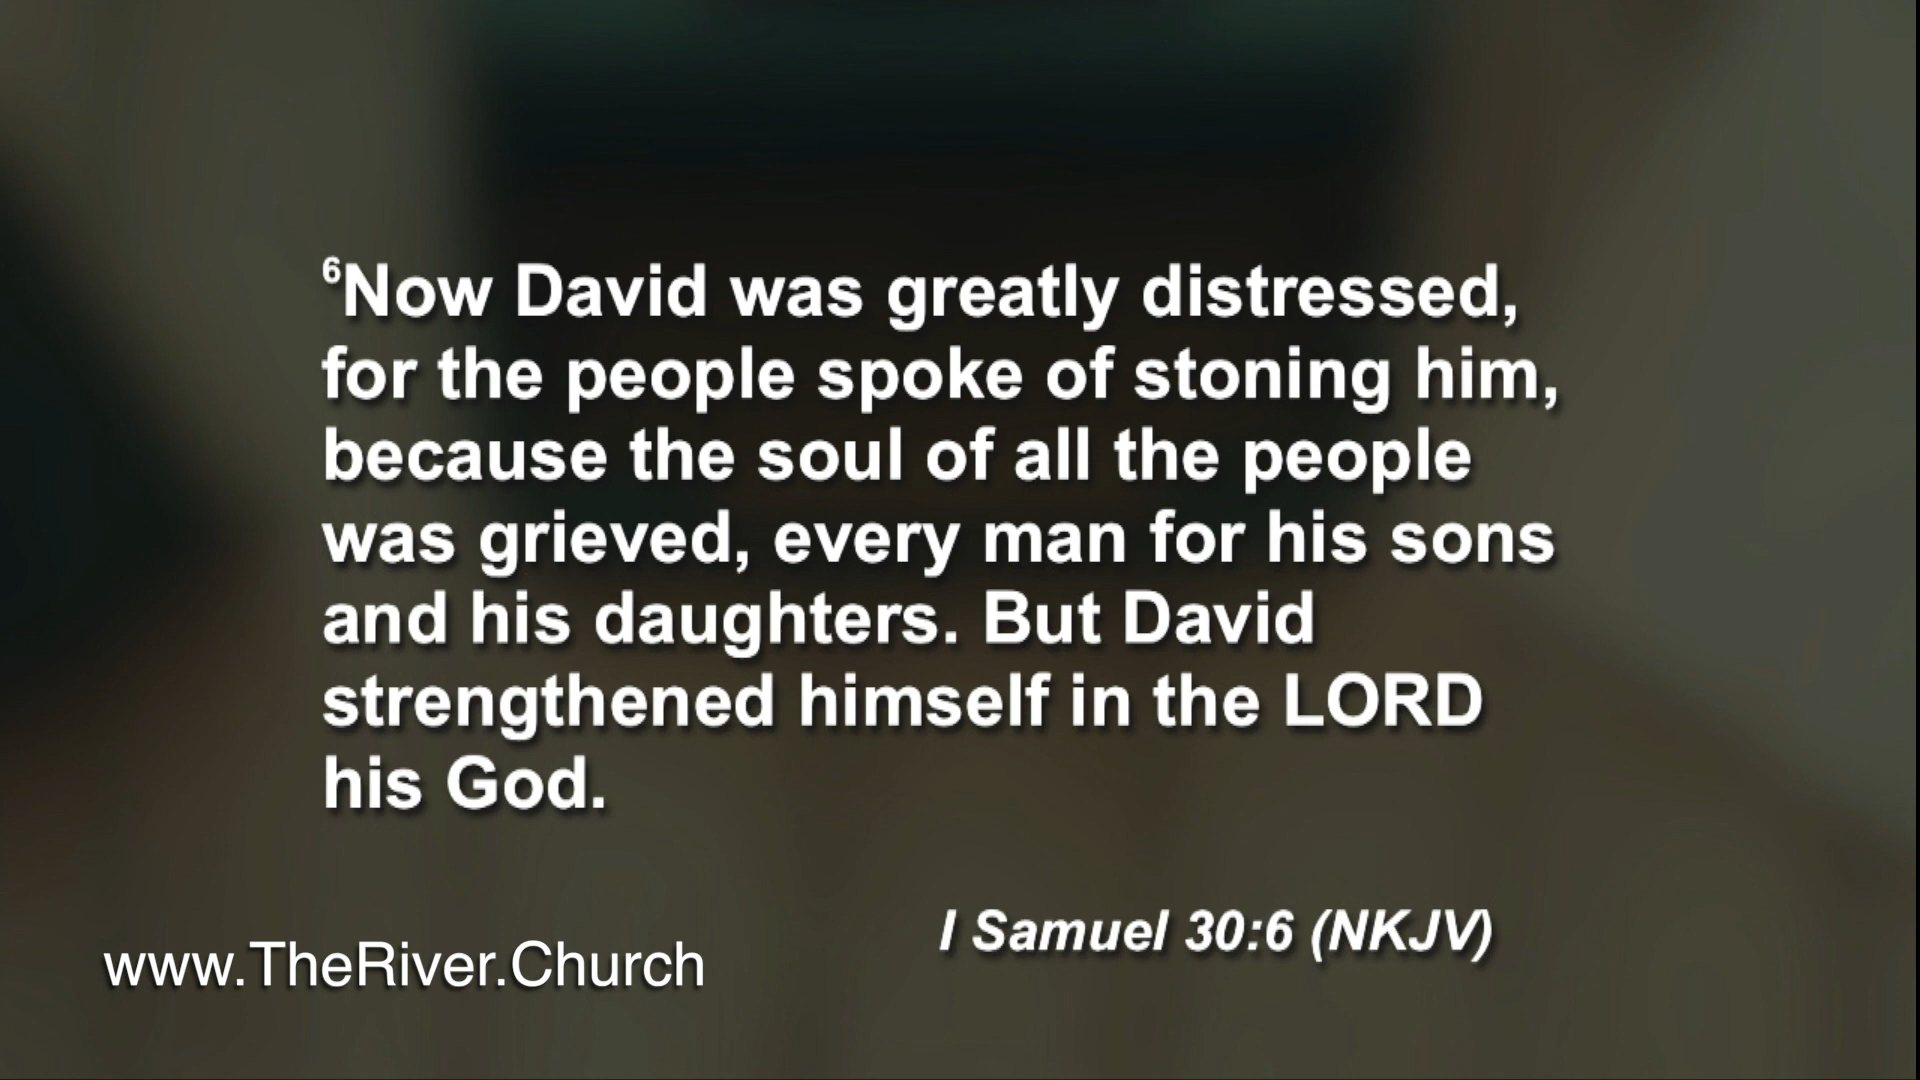 ⁶Now David was greatly distressed,
for the people spoke of stoning him,
because the soul of all the people
was grieved, every man for his sons
and his daughters. But David
strengthened himself in the LORD
his God.
I Samuel 30:6 (NKJV)
www.TheRiver.Church